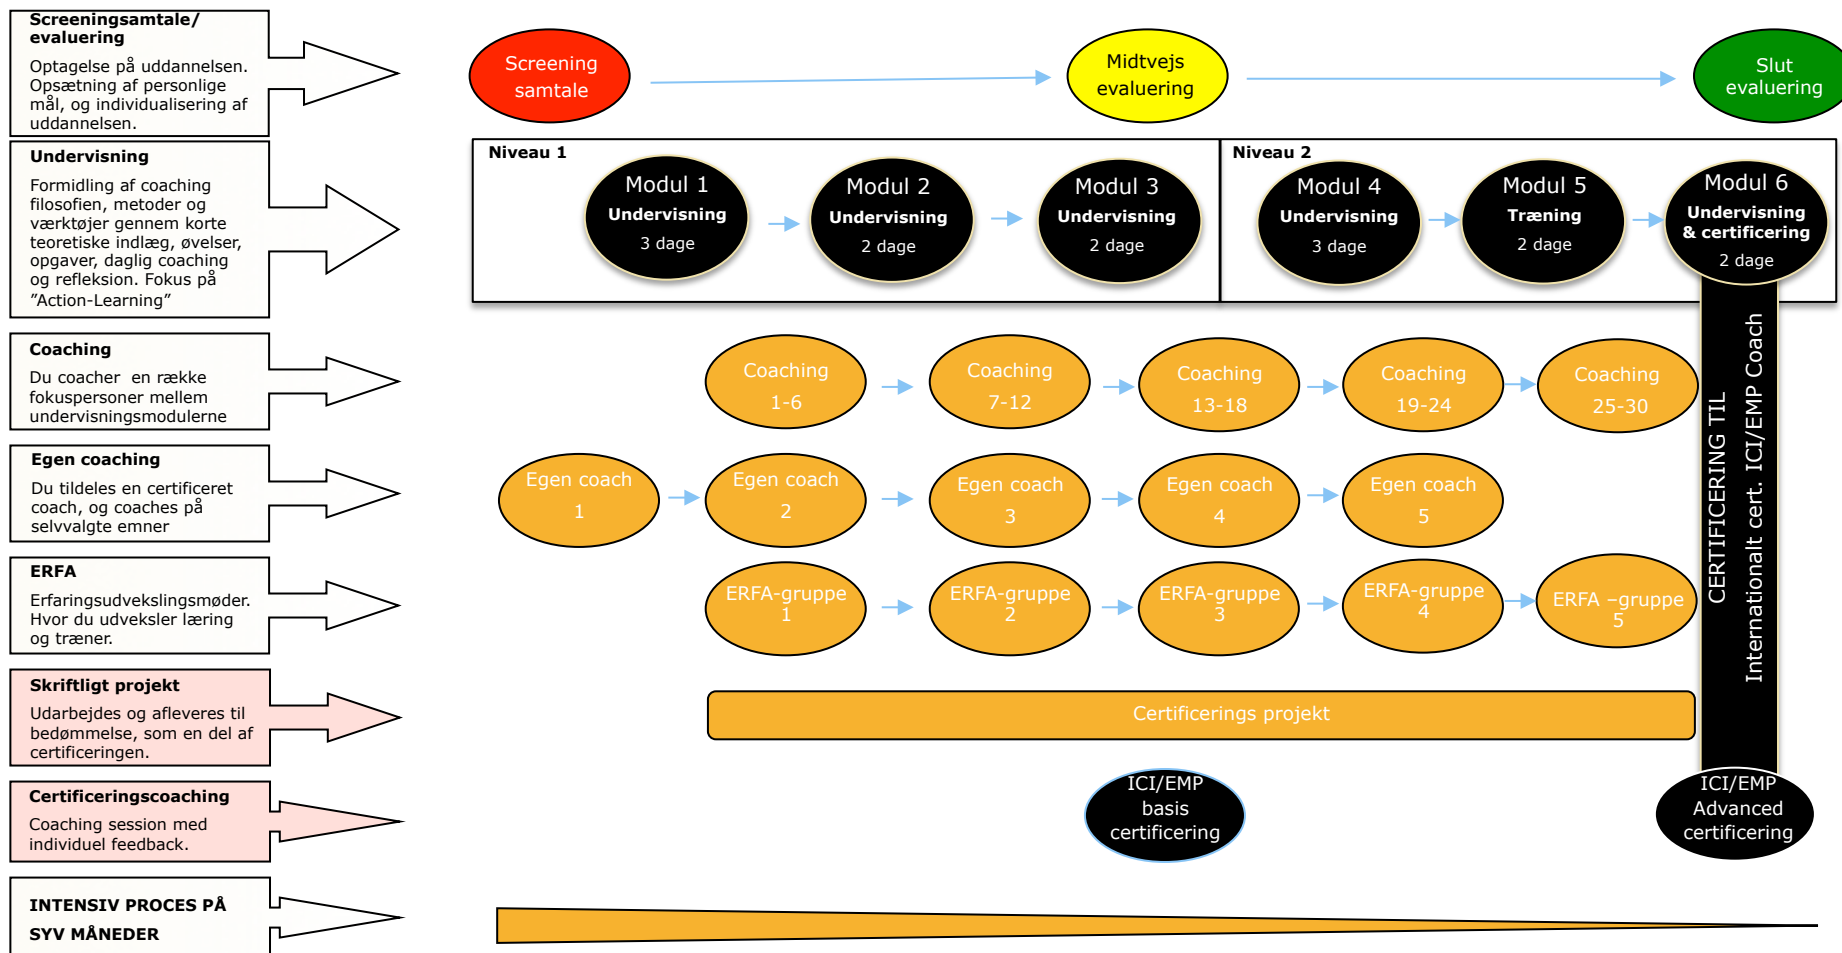 Screeningsamtale/
evaluering
Optagelse på uddannelsen.
Opsætning af personlige
mål, og individualisering af
uddannelsen.
Screening
samtale
Midtvejs
evaluering
Slut
evaluering
Undervisning
Formidling af coaching
filosofien, metoder og
værktøjer gennem korte
teoretiske indlæg, øvelser,
opgaver, daglig coaching
og refleksion. Fokus på
”Action-Learning”
Niveau 1
Modul 1
Undervisning
3 dage
Modul 2
Undervisning
2 dage
Modul 3
Undervisning
2 dage
Niveau 2
Modul 4
Undervisning
3 dage
Modul 5
Træning
2 dage
Modul 6
Undervisning
& certificering
2 dage
Coaching
Du coacher  en række
fokuspersoner mellem
undervisningsmodulerne
Coaching
1-6
Coaching
7-12
Coaching
13-18
Coaching
19-24
Coaching
25-30
CERTIFICERING TIL
Internationalt cert. ICI/EMP Coach
Egen coaching
Du tildeles en certificeret
coach, og coaches på
selvvalgte emner
Egen coach
1
Egen coach
2
Egen coach
3
Egen coach
4
Egen coach
5
ERFA
Erfaringsudvekslingsmøder.
Hvor du udveksler læring
og træner.
ERFA-gruppe
1
ERFA-gruppe
2
ERFA-gruppe
3
ERFA-gruppe
4
ERFA –gruppe
5
Skriftligt projekt
Udarbejdes og afleveres til
bedømmelse, som en del af
certificeringen.
Certificerings projekt
Certificeringscoaching
Coaching session med
individuel feedback.
ICI/EMP
basis
certificering
ICI/EMP
Advanced
certificering
INTENSIV PROCES PÅ
SYV MÅNEDER